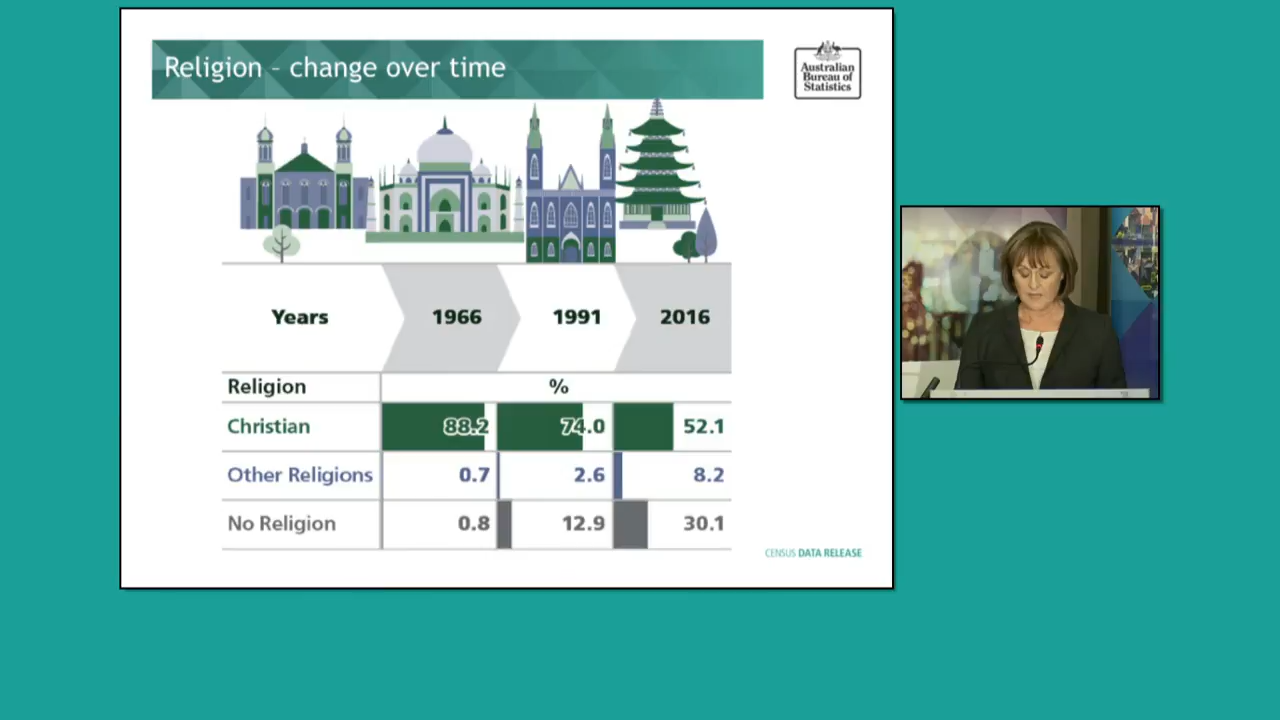 Religion – change over time
Australian
Bureau of
Statistics
Years 1966 1991 2016
Religion %
Christian 88.2 74.0 52.1
Other Religions 0.7 2.6 8.2
No Religion 0.8 12.9 30.1
CENSUS DATA RELEASE